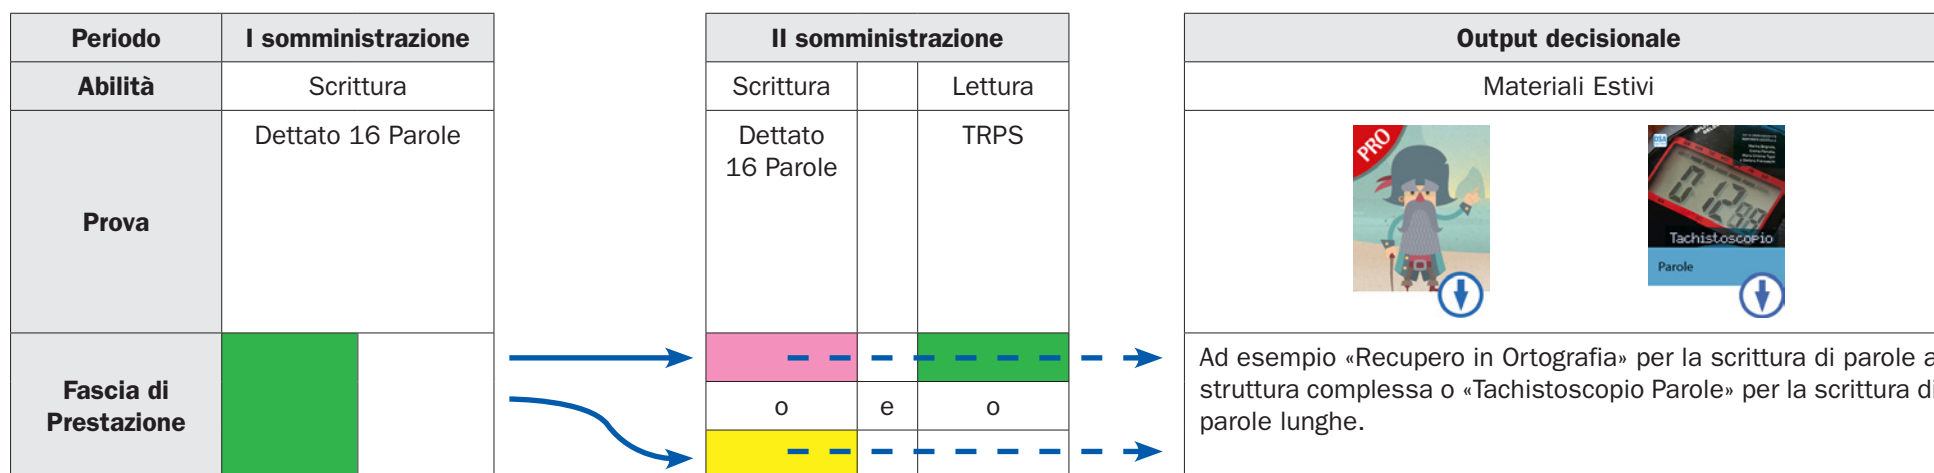 Periodo I somministrazione
II somministrazione
Output decisionale
Abilità Scrittura
Scrittura Lettura
Materiali Estivi
Prova
Dettato 16 Parole
Dettato
16 Parole
TRPS
PRO
Tachistoscopio
Parole
Fascia di
Prestazione
o e o
Ad esempio «Recupero in Ortografia» per la scrittura di parole a
struttura complessa o «Tachistoscopio Parole» per la scrittura di
parole lunghe.